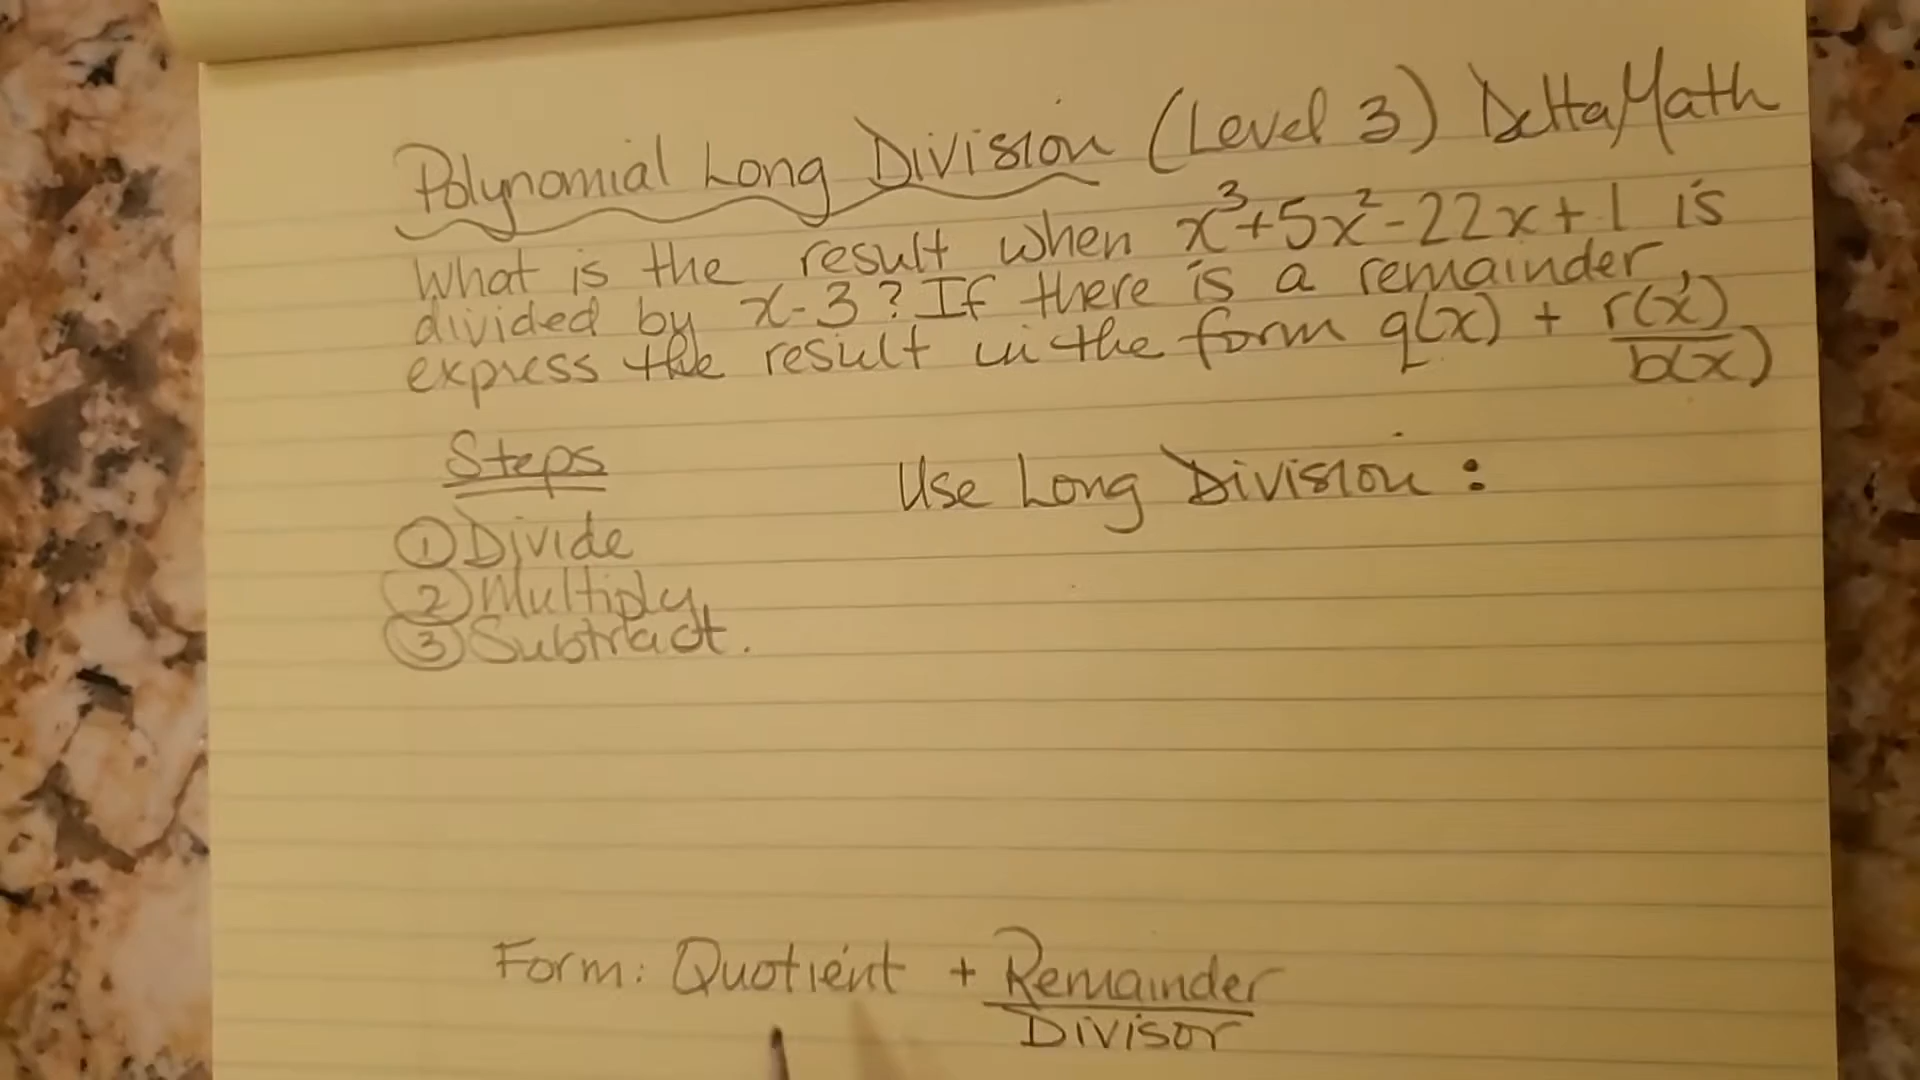 Polynomial Long Division (Level 3) DeltaMath
What is the result when x³+5x²-22x+1 is
divided by x-3? If there is a remainder,
express the result in the form q(x) + r(x)/b(x)
Steps
Use Long Division:
① Divide
② Multiply
③ Subtract.
Form: Quotient + Remainder/Divisor